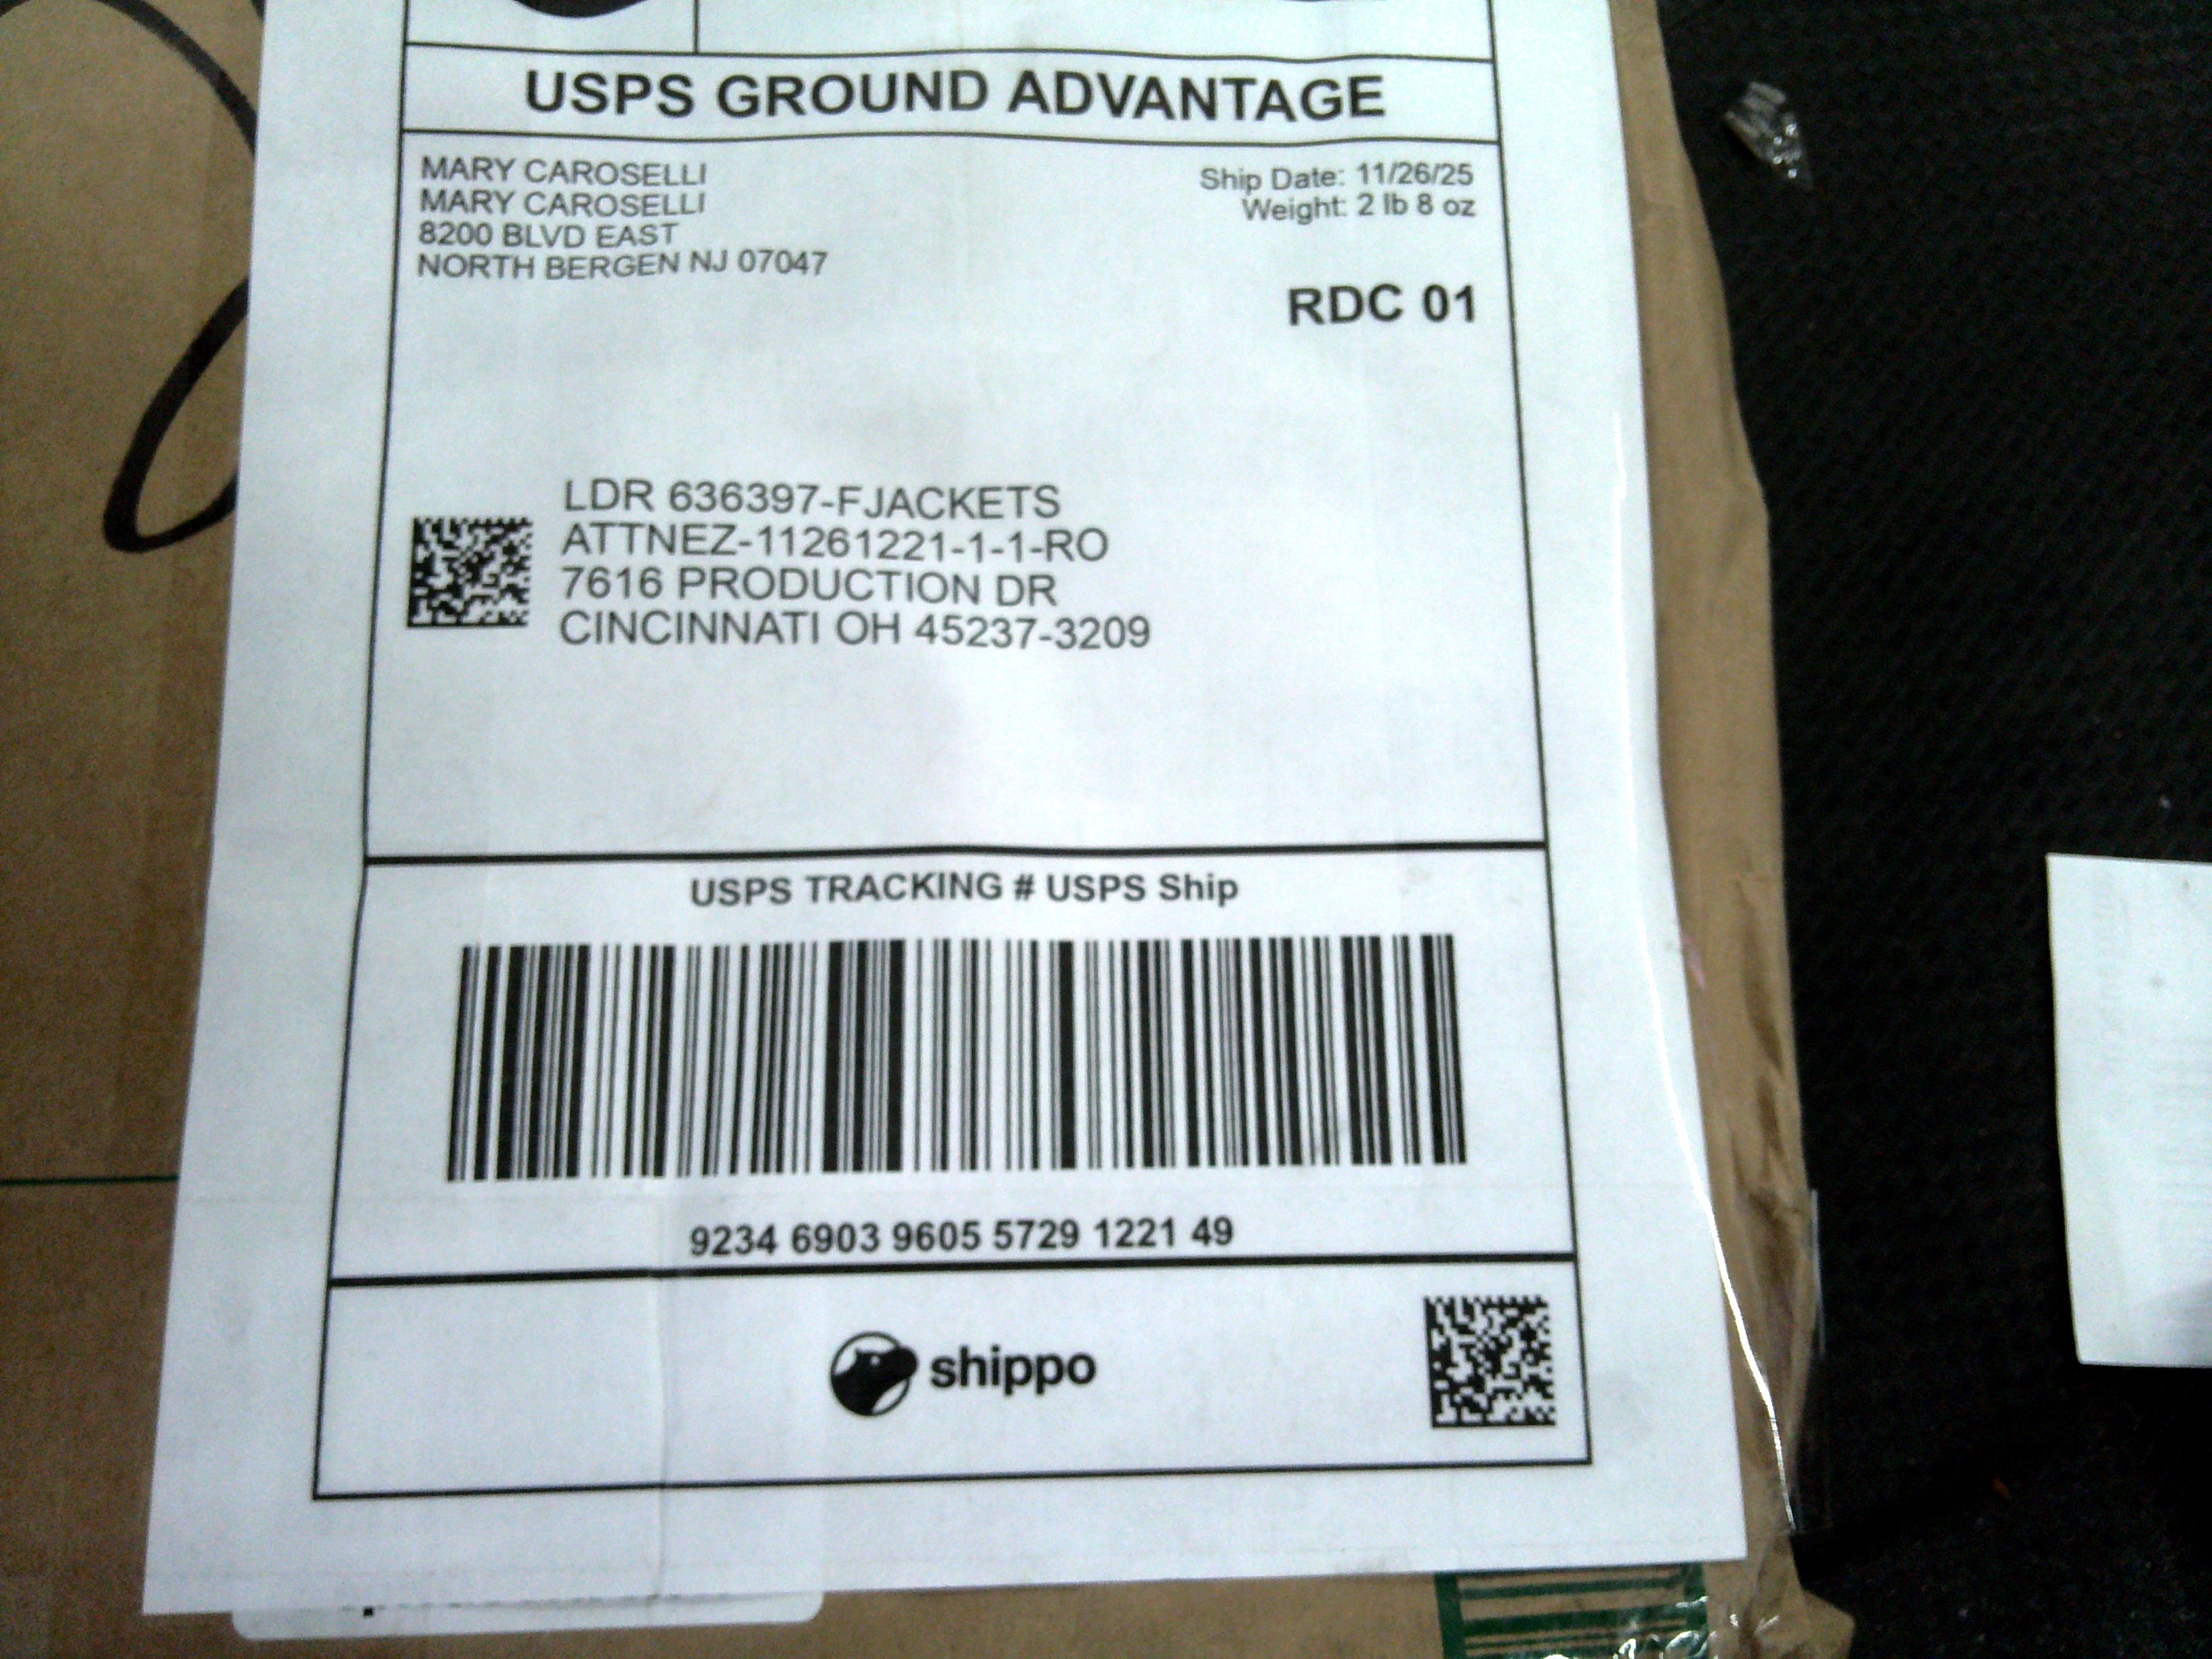 USPS GROUND ADVANTAGE
MARY CAROSELLI
MARY CAROSELLI
8200 BLVD EAST
NORTH BERGEN NJ 07047
Ship Date: 11/26/25
Weight: 2 lb 8 oz
RDC 01
LDR 636397-FJACKETS
ATTNEZ-11261221-1-1-RO
7616 PRODUCTION DR
CINCINNATI OH 45237-3209
USPS TRACKING # USPS Ship
9234 6903 9605 5729 1221 49
shippo